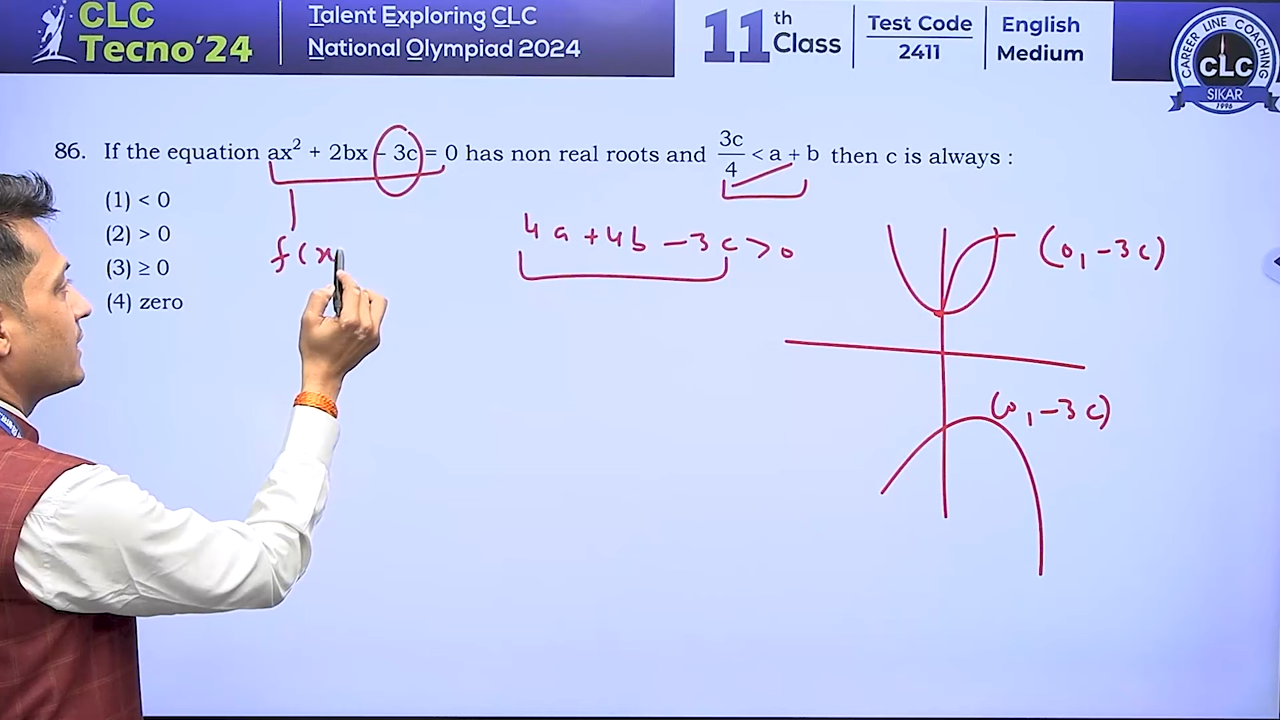 CLC
Tecno'24
Talent Exploring CLC
National Olympiad 2024
11th Class
Test Code
2411
English
Medium
CAREER LINE COACHING
CLC
SIKAR
1996
86. If the equation ax² + 2bx - 3c = 0 has non real roots and 3c/4 < a + b then c is always :
(1) < 0
(2) > 0
(3) ≥ 0
(4) zero
f(x
4a + 4b - 3c > 0
(0, -3c)
(0, -3c)